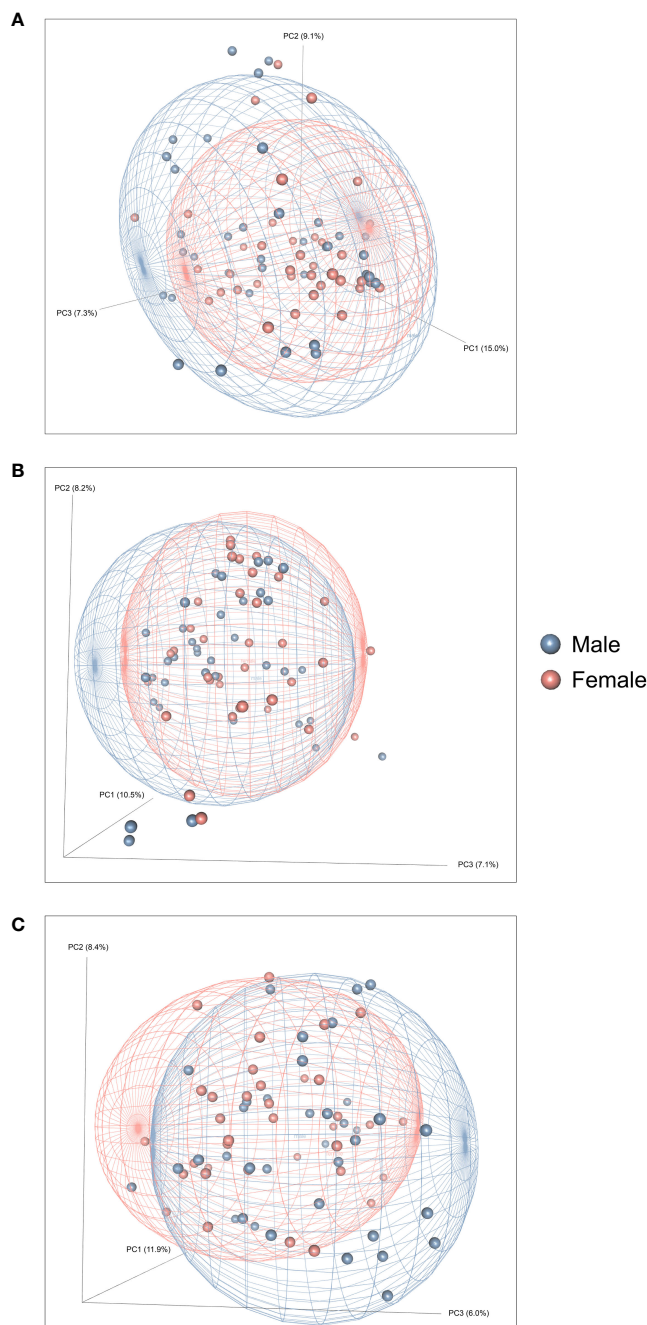 A
PC2 (9.1%)
PC3 (7.3%)
PC1 (15.0%)
B
PC2 (8.2%)
PC1 (10.5%)
PC3 (7.1%)
Male
Female
C
PC2 (8.4%)
PC1 (11.9%)
PC3 (6.0%)